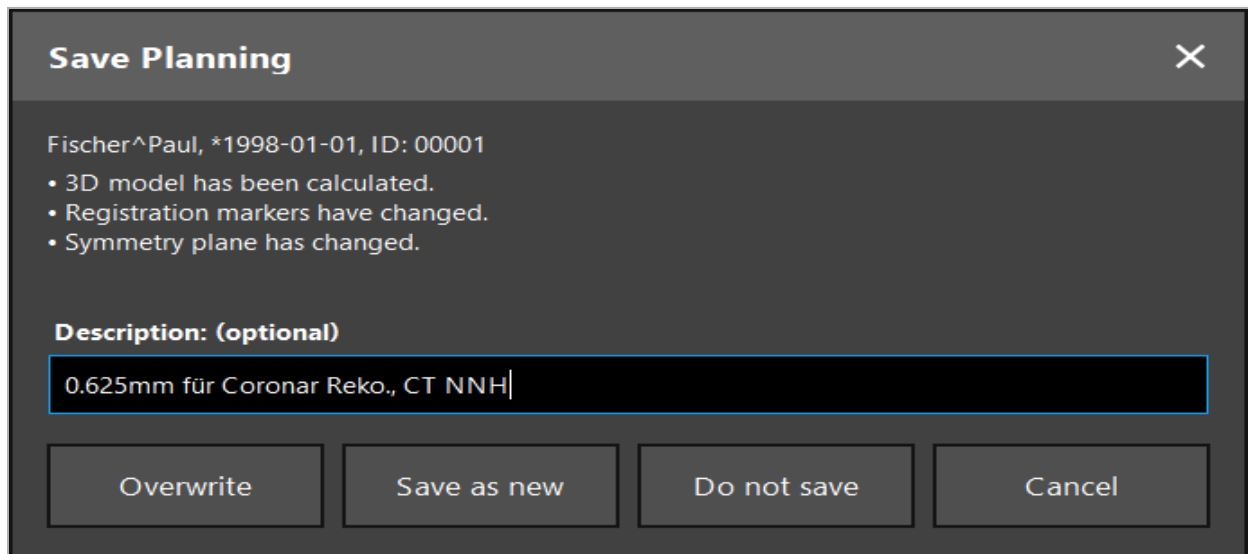 Save Planning
Fischer^Paul, *1998-01-01, ID: 00001
• 3D model has been calculated.
• Registration markers have changed.
• Symmetry plane has changed.
Description: (optional)
0.625mm für Coronar Reko., CT NNH
Overwrite Save as new Do not save Cancel